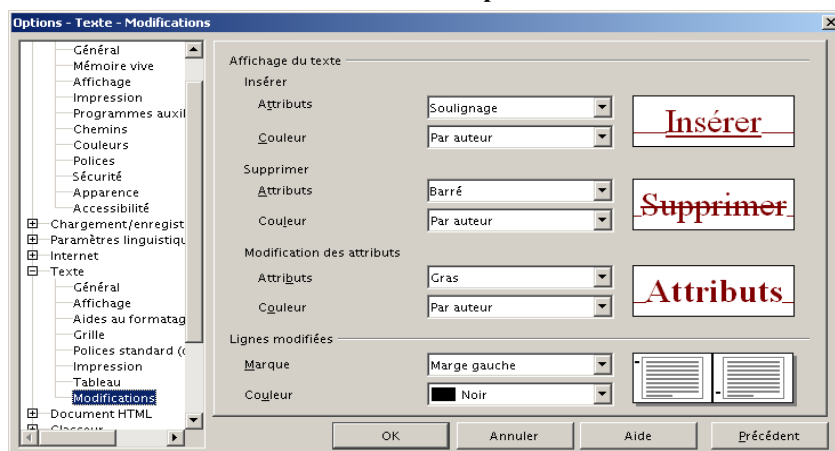 Options - Texte - Modifications
Général
Mémoire vive
Affichage
Impression
Programmes auxil
Chemins
Couleurs
Polices
Sécurité
Apparence
Accessibilité
Chargement/enregist
Paramètres linguistiqu
Internet
Texte
Général
Affichage
Aides au formatag
Grille
Polices standard (o
Impression
Tableau
Modifications
Document HTML
Classeur
Affichage du texte
Insérer
Attributs Soulignage
Couleur Par auteur
Insérer
Supprimer
Attributs Barré
Couleur Par auteur
Supprimer
Modification des attributs
Attributs Gras
Couleur Par auteur
Attributs
Lignes modifiées
Marque Marge gauche
Couleur Noir
OK Annuler Aide Précédent